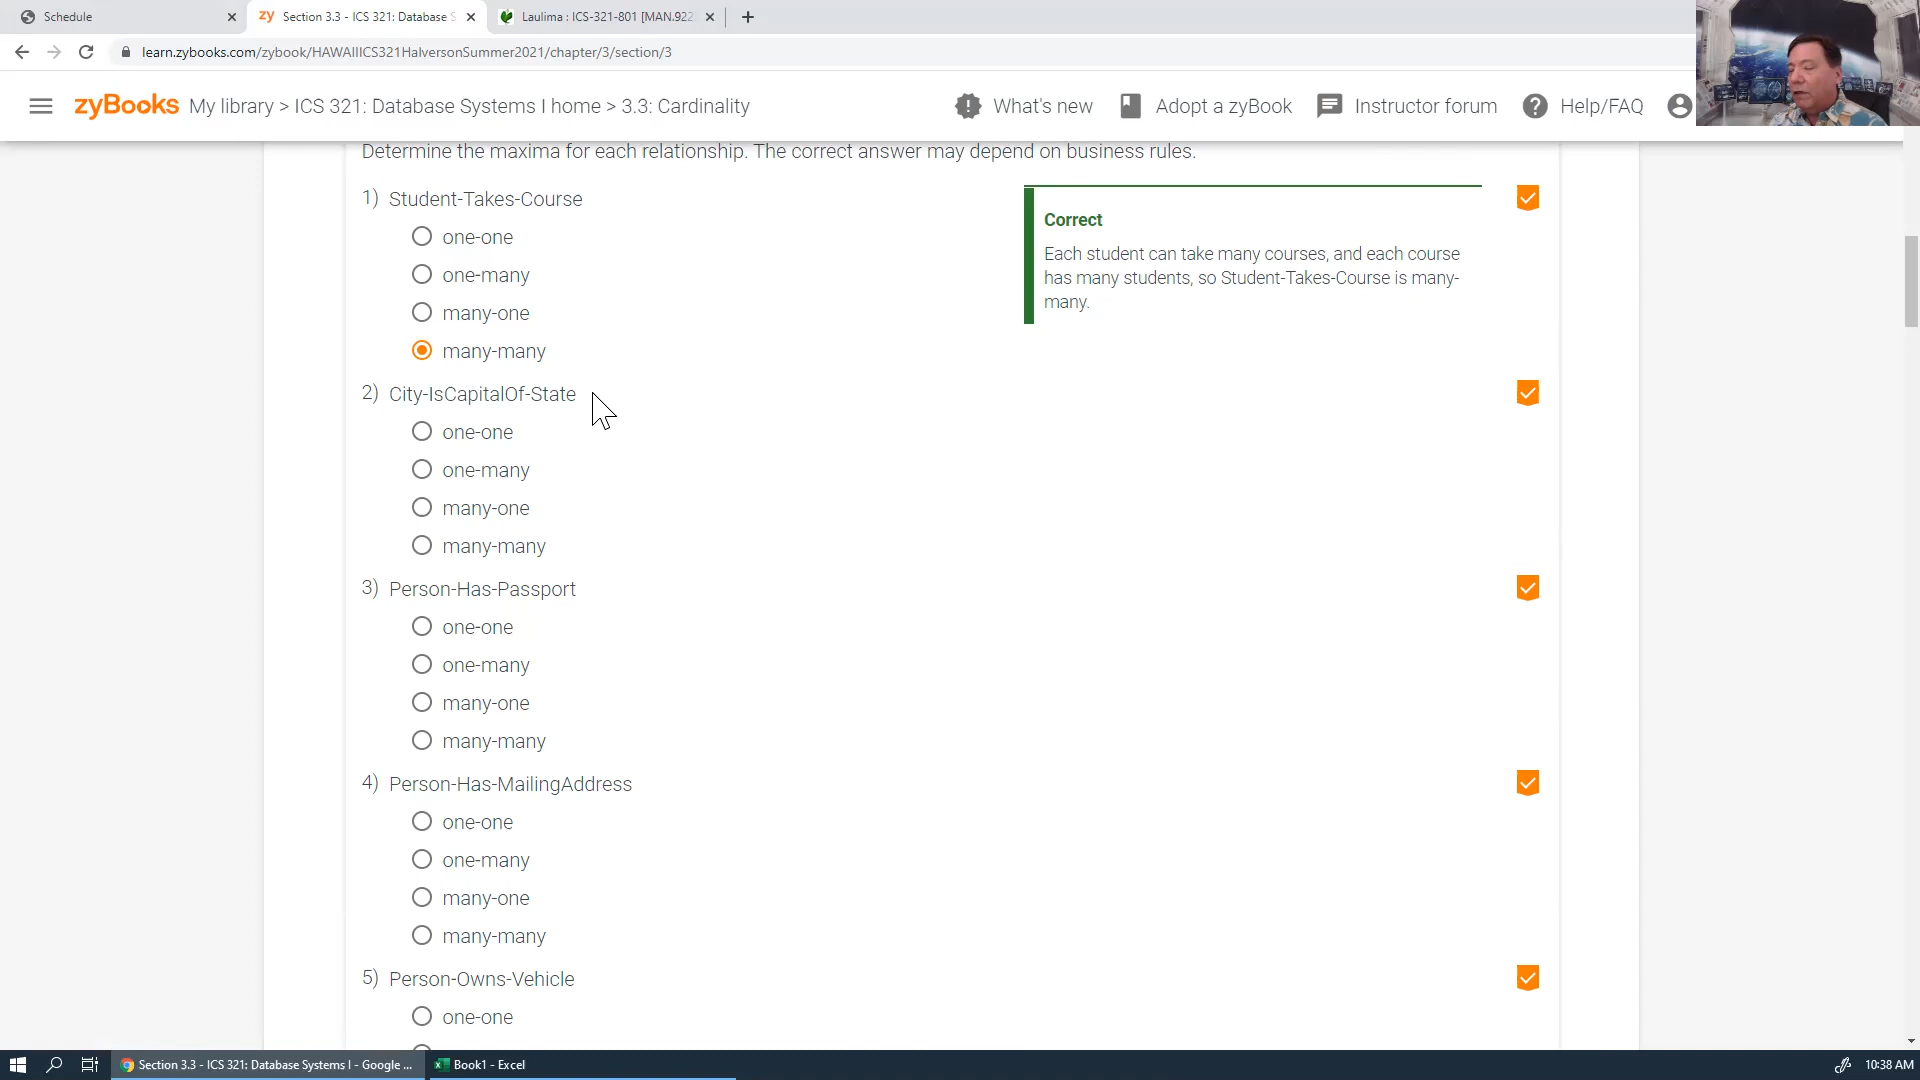 Schedule
zy Section 3.3 - ICS 321: Database S
Laulima : ICS-321-801 [MAN.922
learn.zybooks.com/zybook/HAWAIIICS321HalversonSummer2021/chapter/3/section/3
zyBooks My library > ICS 321: Database Systems I home > 3.3: Cardinality
What's new
Adopt a zyBook
Instructor forum
Help/FAQ
Determine the maxima for each relationship. The correct answer may depend on business rules.
1) Student-Takes-Course
one-one
one-many
many-one
many-many
Correct
Each student can take many courses, and each course
has many students, so Student-Takes-Course is many-
many.
2) City-IsCapitalOf-State
one-one
one-many
many-one
many-many
3) Person-Has-Passport
one-one
one-many
many-one
many-many
4) Person-Has-MailingAddress
one-one
one-many
many-one
many-many
5) Person-Owns-Vehicle
one-one
Section 3.3 - ICS 321: Database Systems I - Google ...
Book1 - Excel
10:38 AM